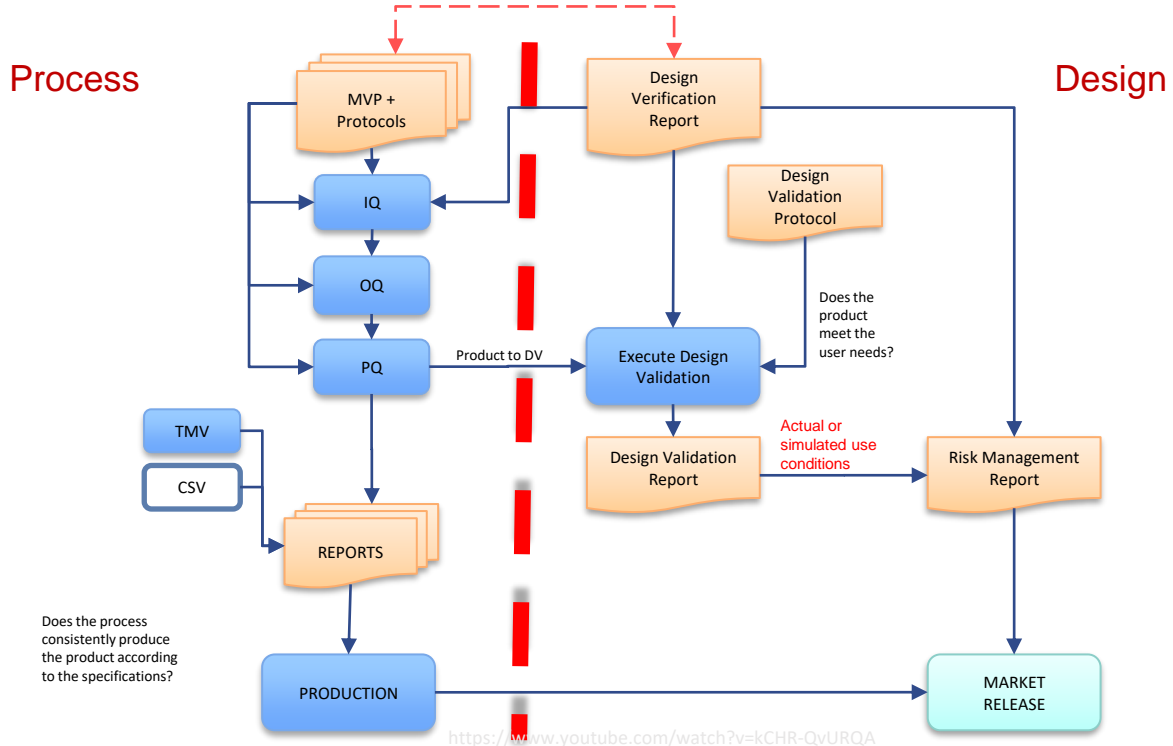 Process
Design
MVP +
Protocols
Design
Verification
Report
Design
Validation
Protocol
IQ
OQ
Does the
product
meet the
user needs?
PQ
Product to DV
Execute Design
Validation
TMV
CSV
Design Validation
Report
Actual or
simulated use
conditions
Risk Management
Report
REPORTS
Does the process
consistently produce
the product according
to the specifications?
PRODUCTION
MARKET
RELEASE
https://www.youtube.com/watch?v=kCHR-QvURQA